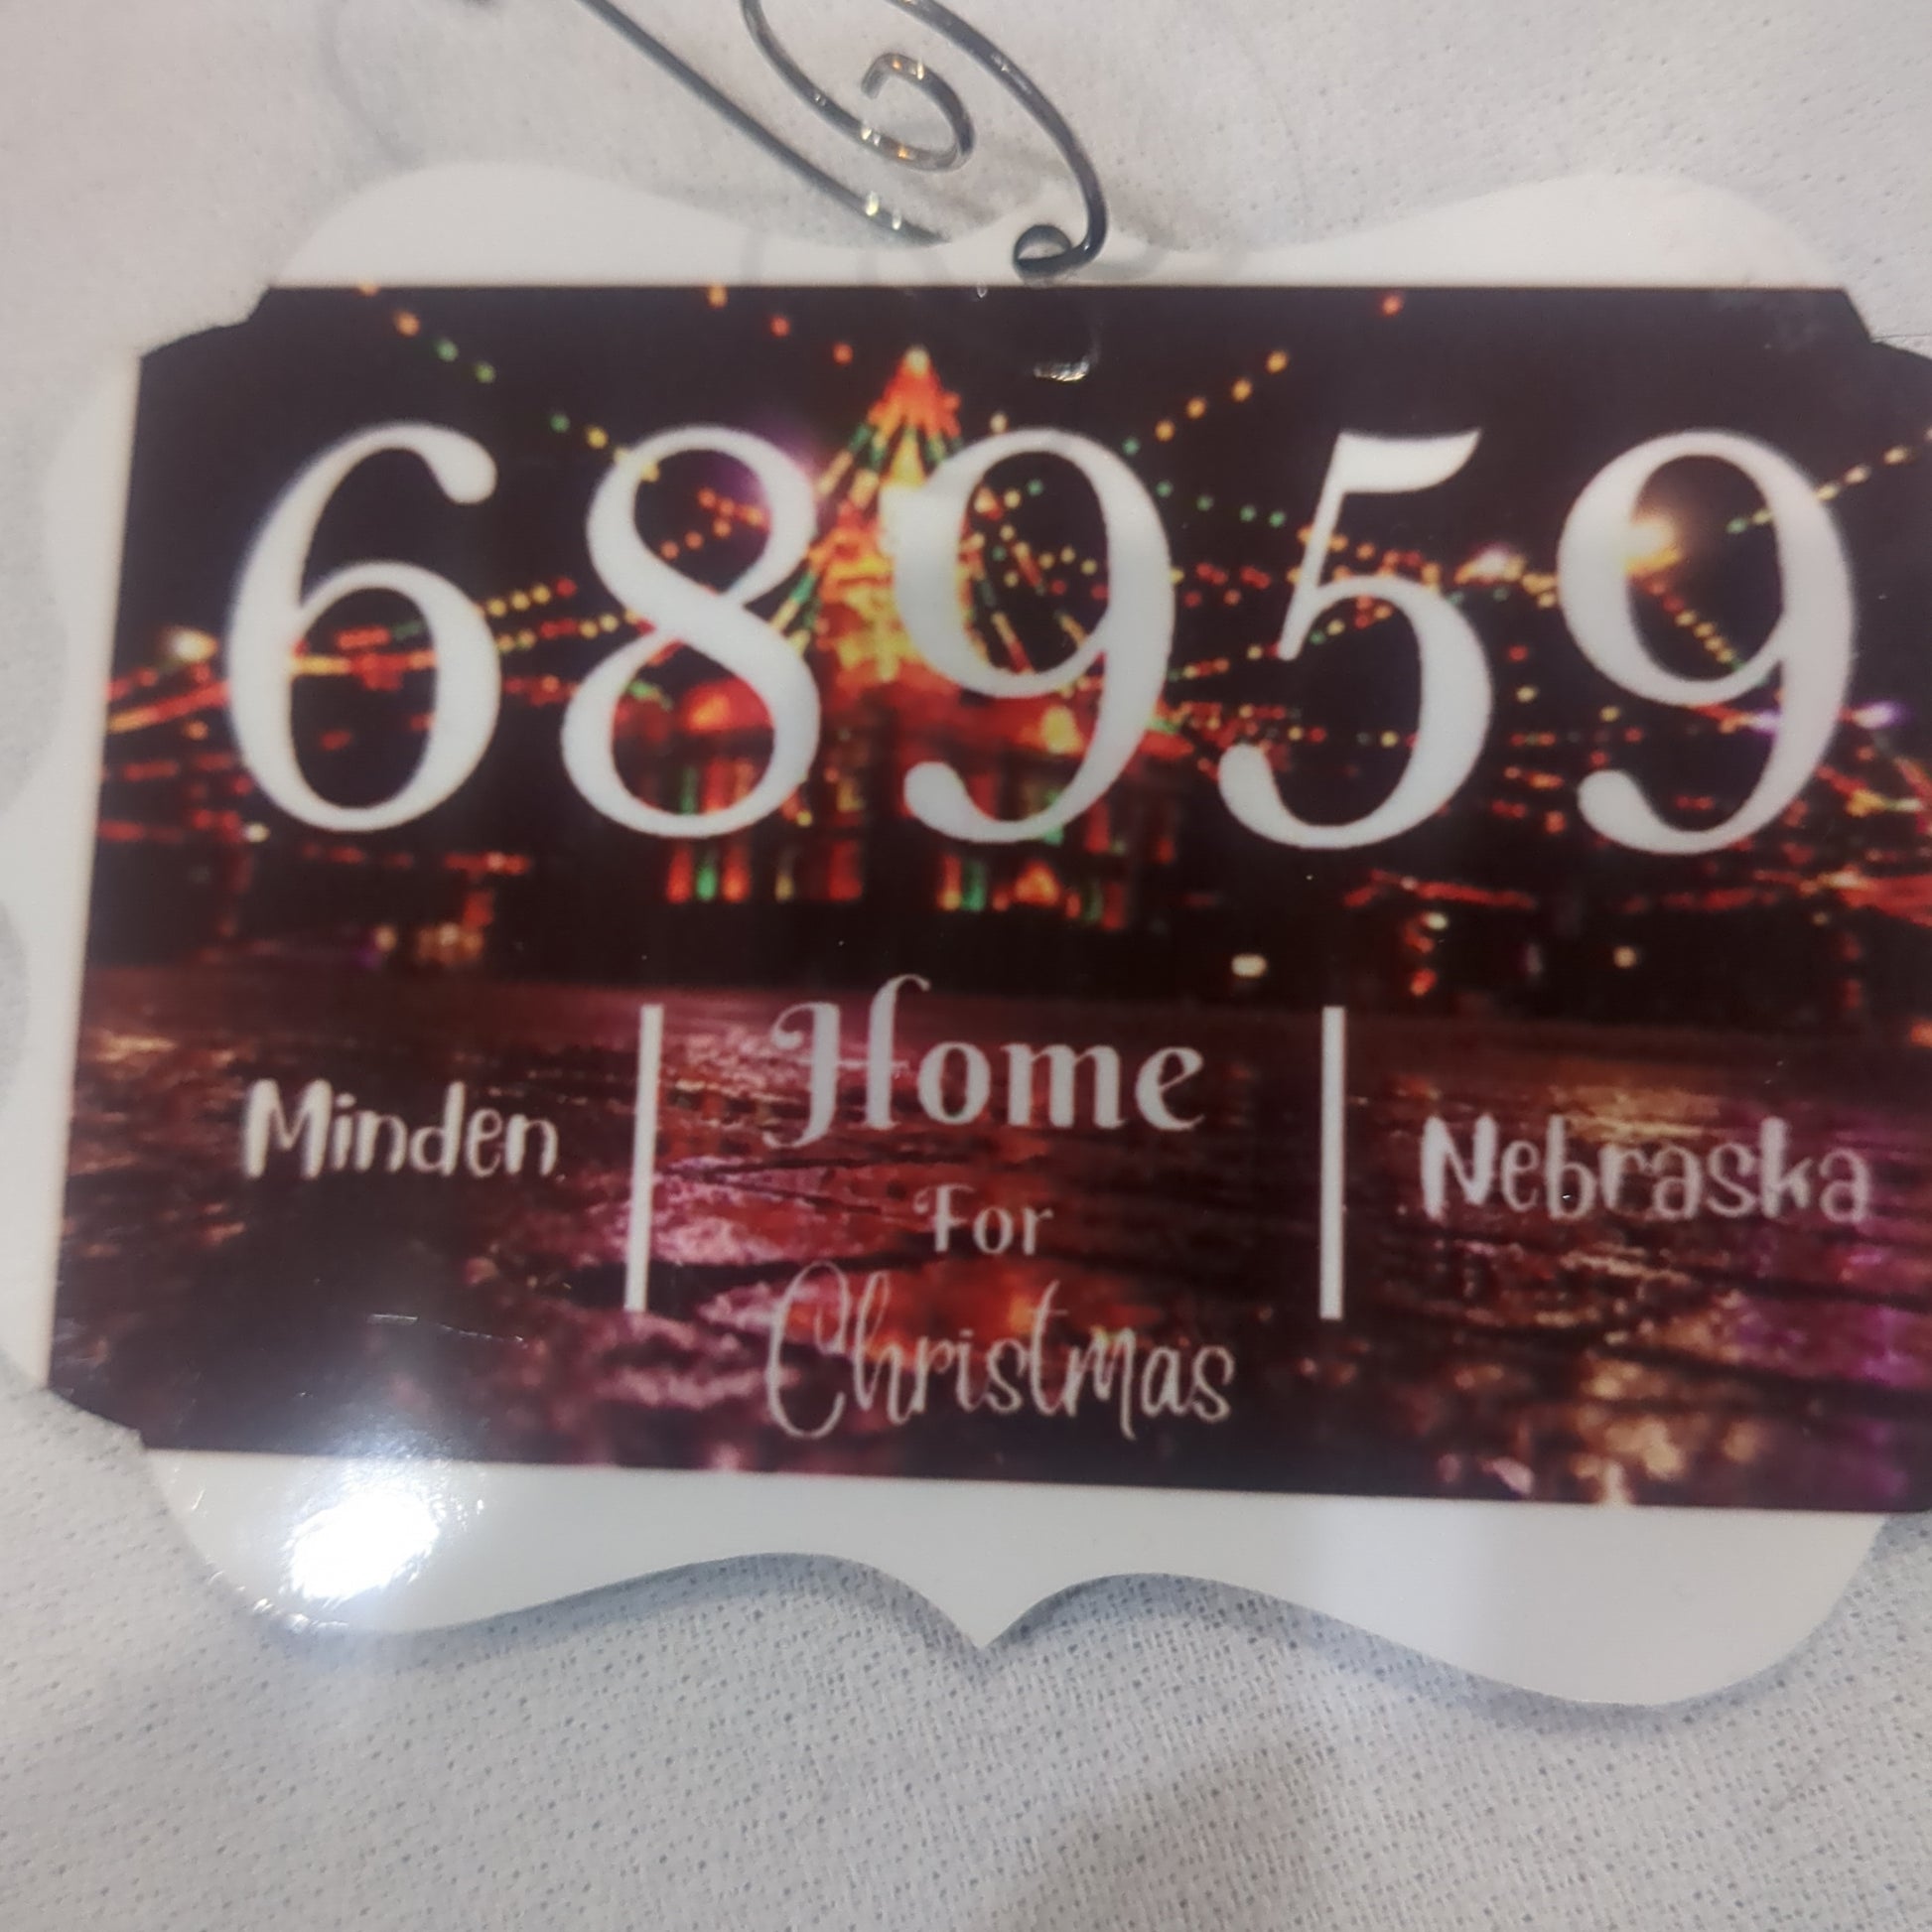 68959
Minden | Home For Christmas | Nebraska